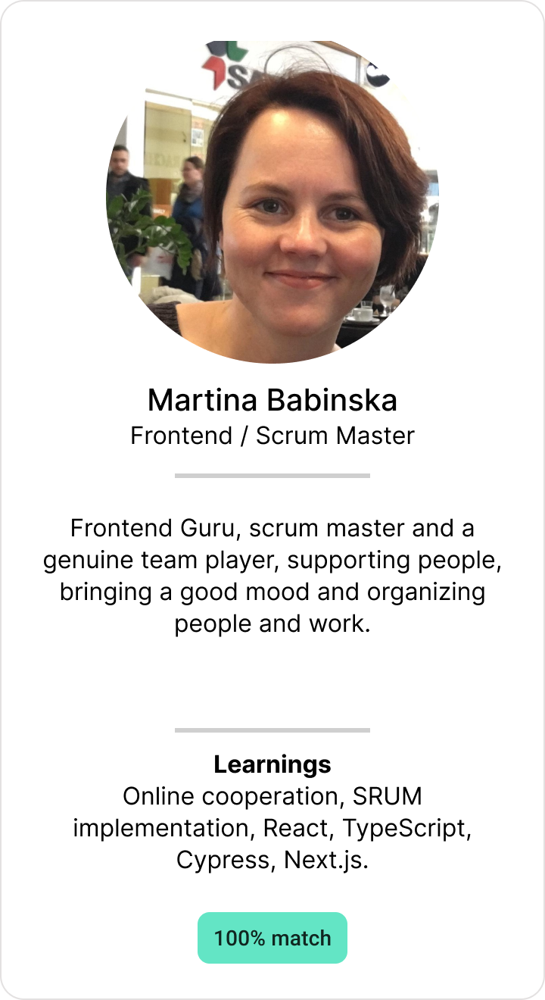 SA
Martina Babinska
Frontend / Scrum Master
Frontend Guru, scrum master and a
genuine team player, supporting people,
bringing a good mood and organizing
people and work.
Learnings
Online cooperation, SRUM
implementation, React, TypeScript,
Cypress, Next.js.
100% match